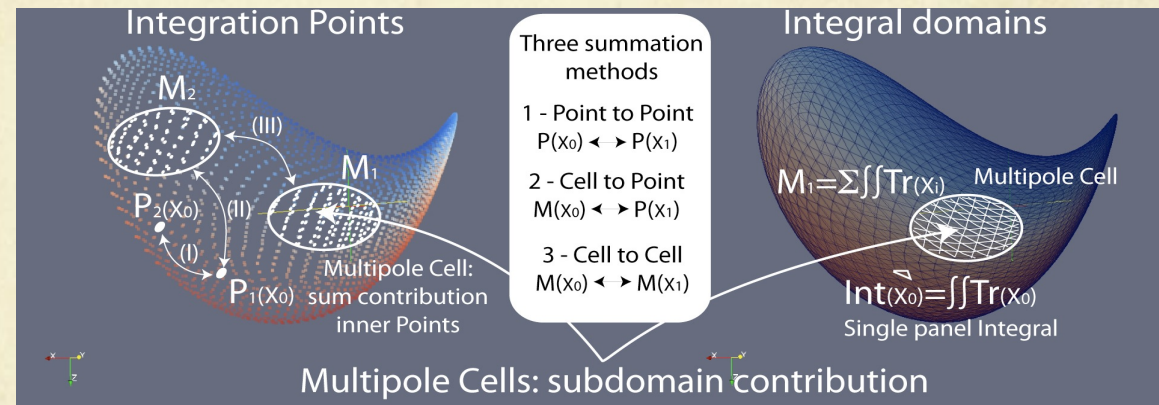 Integration Points
M2
(III)
M1
P2(X0)
(II)
(I)
P1(X0)
Multipole Cell:
sum contribution
inner Points
Three summation
methods
1 - Point to Point
P(X0) ↔ P(X1)
2 - Cell to Point
M(X0) ↔ P(X1)
3 - Cell to Cell
M(X0) ↔ M(X1)
Integral domains
M1=Σ∫∫Tr(Xi)
Multipole Cell
Int(X0)=∫∫Tr(X0)
Single panel Integral
X
Y
Z
X
Y
Z
Multipole Cells: subdomain contribution